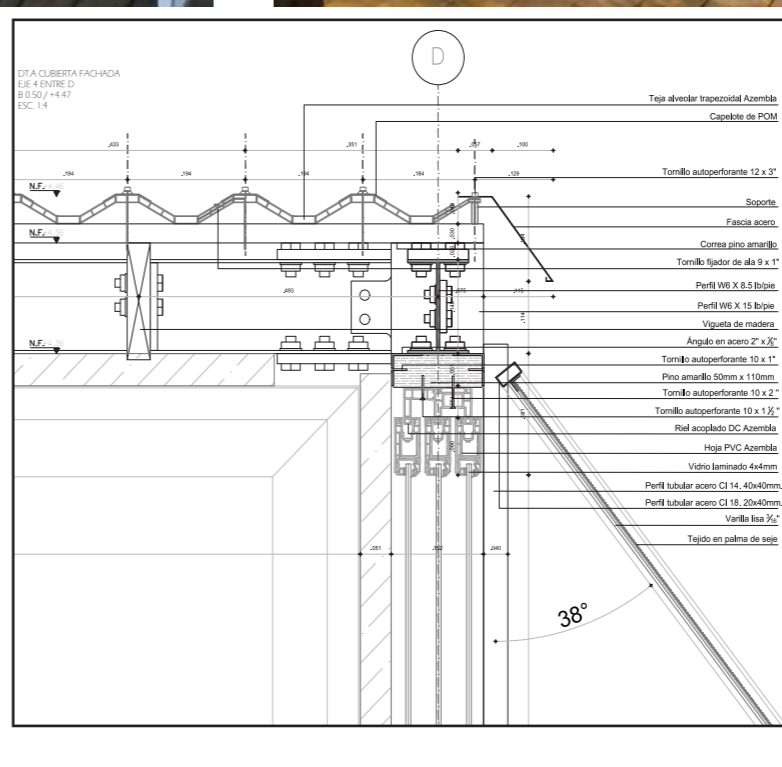 DT.A CUBIERTA FACHADA
EJE 4 ENTRE D
B 0.50 / +4.47
ESC. 1:4
D
Teja alveolar trapezoidal Azembla
Capelote de POM
.433
.351
.057
.100
.194
.194
.194
.184
.129
Tornillo autoperforante 12 x 3"
N.F.
Soporte
Fascia acero
N.F.
Correa pino amarillo
Tornillo fijador de ala 9 x 1"
Perfil W6 X 8.5 lb/pie
.493
Perfil W6 X 15 lb/pie
.114
Vigueta de madera
N.F.
Ángulo en acero 2" x ⅛"
Tornillo autoperforante 10 x 1"
Pino amarillo 50mm x 110mm
Tornillo autoperforante 10 x 2 "
Tornillo autoperforante 10 x 1 ½ "
Riel acoplado DC Azembla
Hoja PVC Azembla
Vidrio laminado 4x4mm
Perfil tubular acero Cl 14. 40x40mm.
Perfil tubular acero Cl 18. 20x40mm.
Varilla lisa ³⁄₁₆"
Tejido en palma de seje
.051
.152
.040
38°